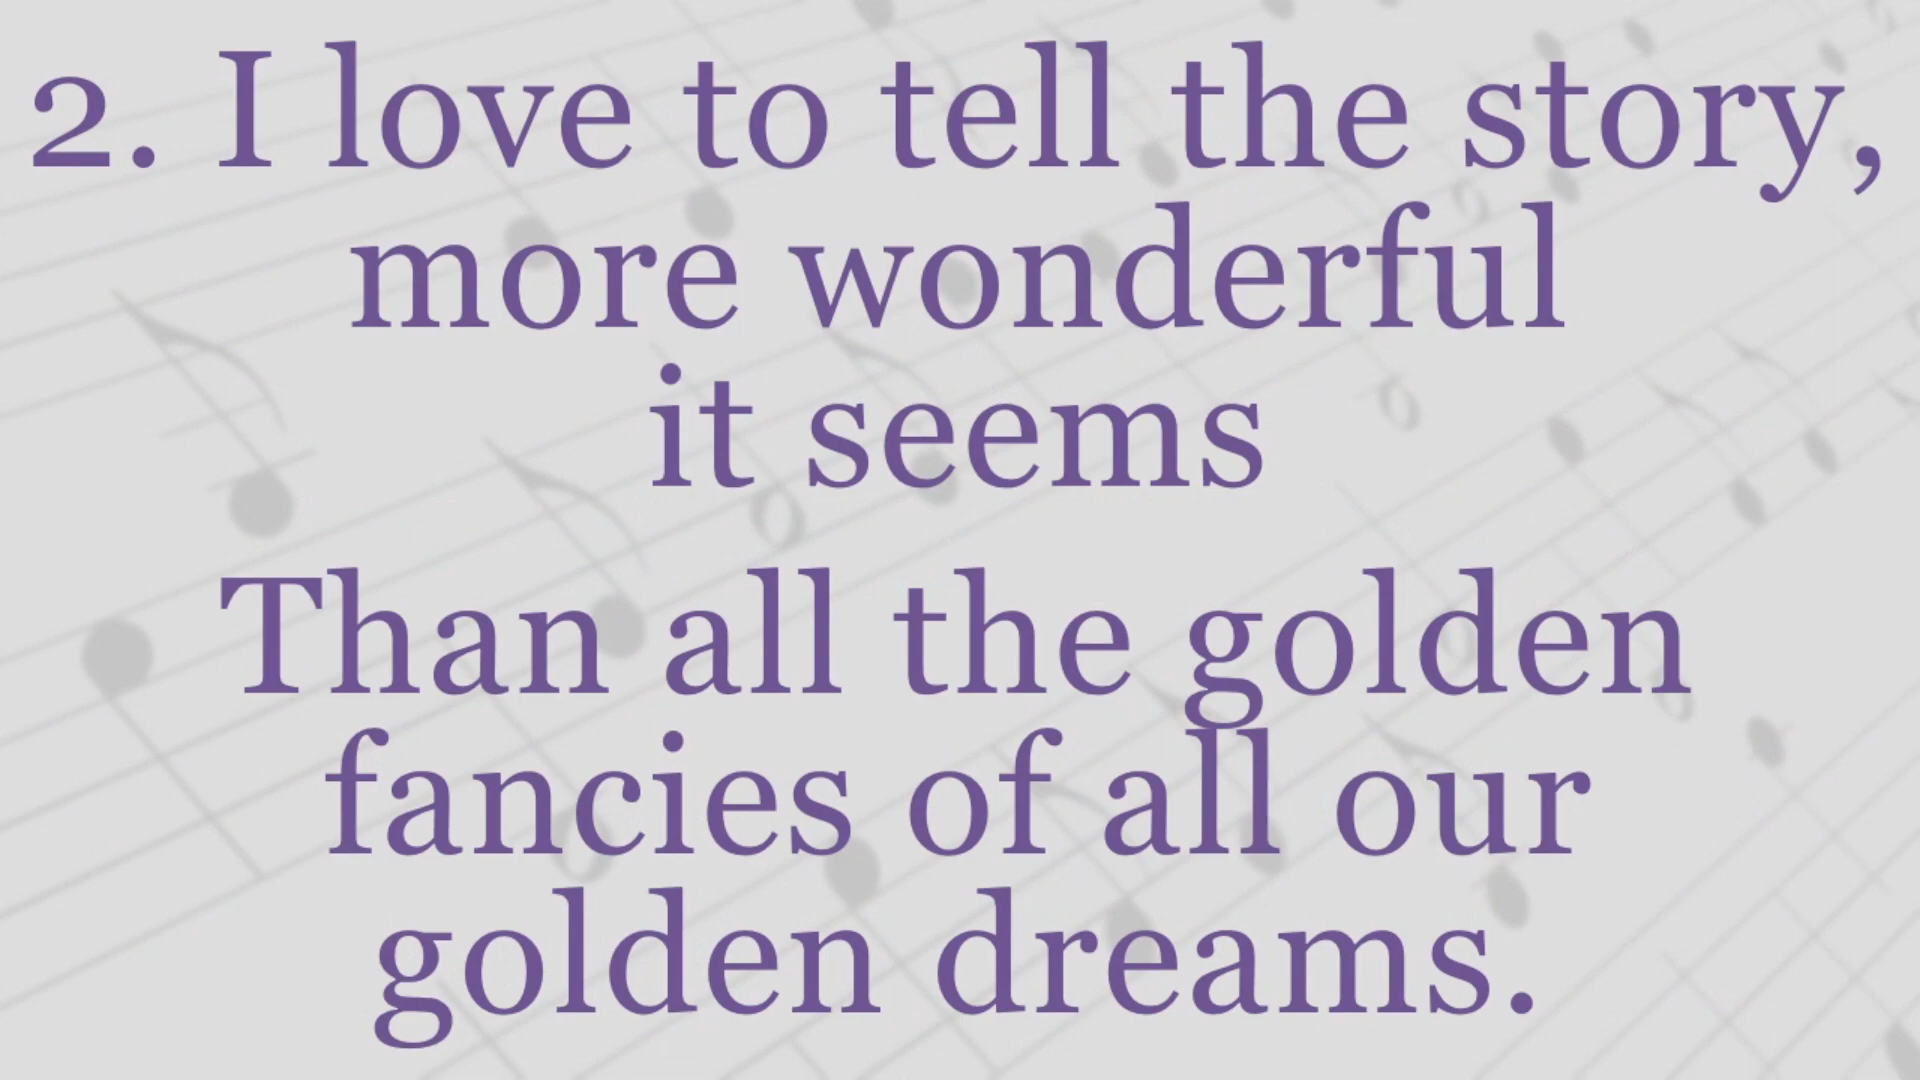 2. I love to tell the story,
more wonderful
it seems
Than all the golden
fancies of all our
golden dreams.